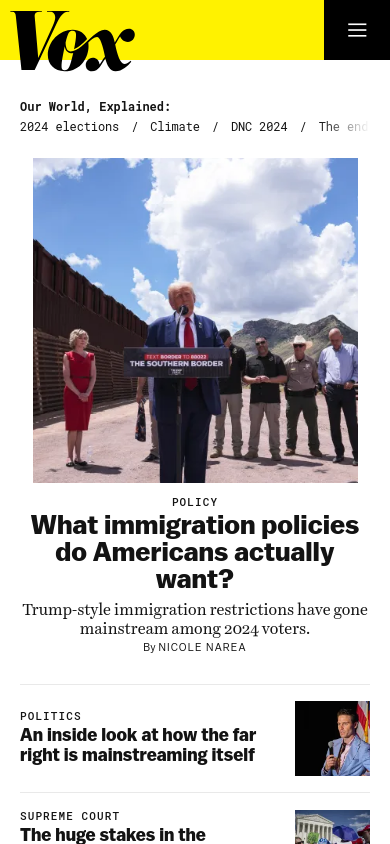 Vox
Our World, Explained:
2024 elections / Climate / DNC 2024 / The end
TEXT BORDER TO 88022
THE SOUTHERN BORDER
POLICY
What immigration policies
do Americans actually
want?
Trump-style immigration restrictions have gone
mainstream among 2024 voters.
By NICOLE NAREA
POLITICS
An inside look at how the far
right is mainstreaming itself
SUPREME COURT
The huge stakes in the